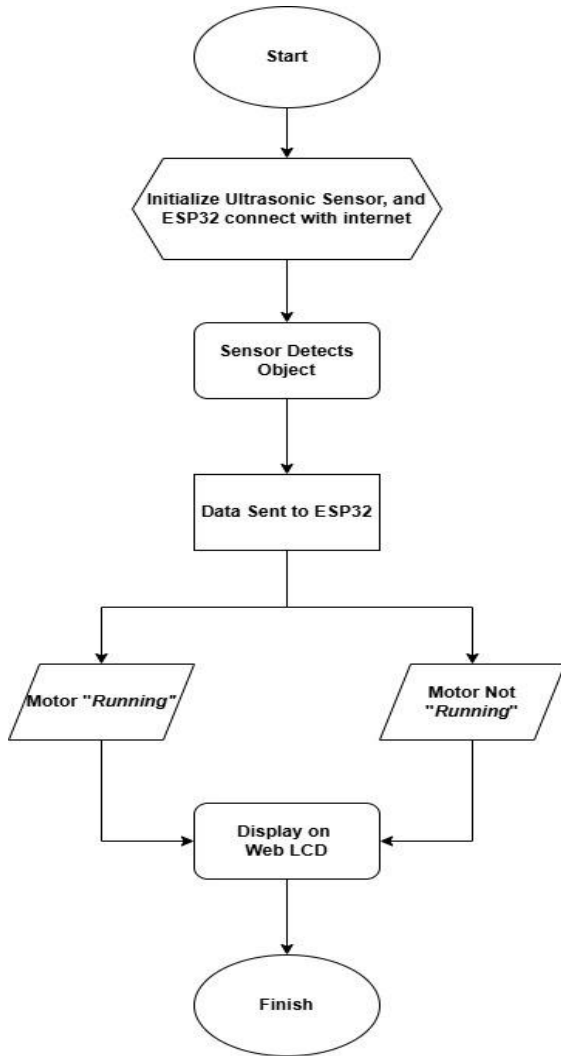 Start
Initialize Ultrasonic Sensor, and
ESP32 connect with internet
Sensor Detects
Object
Data Sent to ESP32
Motor "Running"
Motor Not
"Running"
Display on
Web LCD
Finish